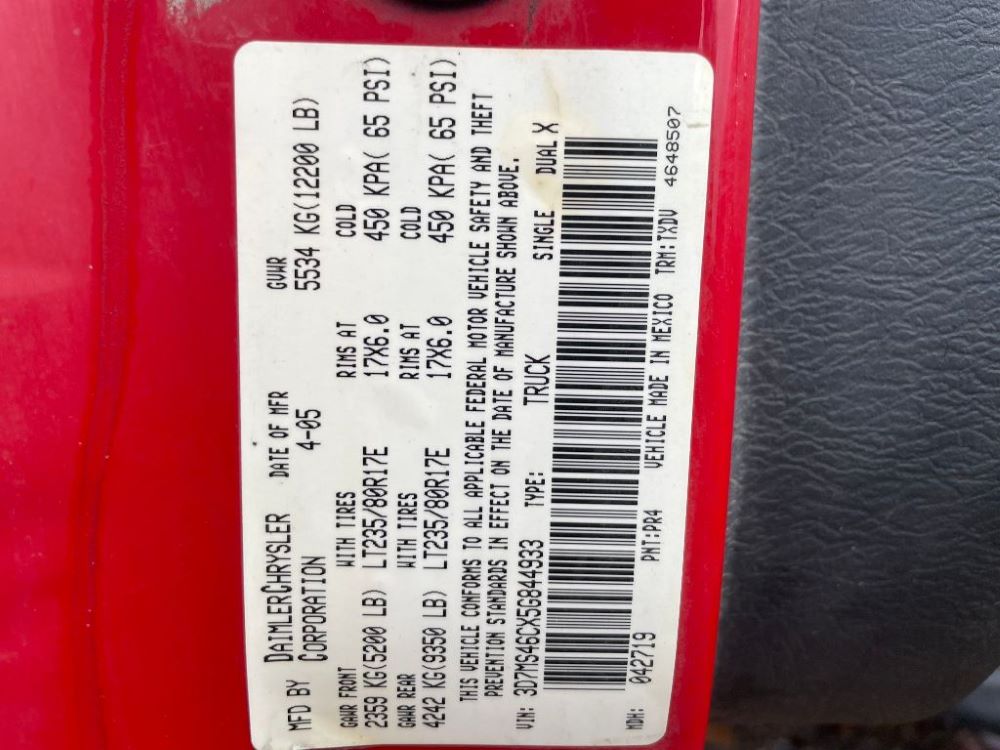 MFD BY DAIMLERCHRYSLER CORPORATION DATE OF MFR 4-05 GVWR 5534 KG(12200 LB)
GAWR FRONT WITH TIRES RIMS AT COLD
2359 KG(5200 LB) LT235/80R17E 17X6.0 450 KPA( 65 PSI)
GAWR REAR WITH TIRES RIMS AT COLD
4242 KG(9350 LB) LT235/80R17E 17X6.0 450 KPA( 65 PSI)
THIS VEHICLE CONFORMS TO ALL APPLICABLE FEDERAL MOTOR VEHICLE SAFETY AND THEFT
PREVENTION STANDARDS IN EFFECT ON THE DATE OF MANUFACTURE SHOWN ABOVE.
VIN: 3D7MS46CX5G844933 TYPE: TRUCK SINGLE DUAL X
MDH: 042719 PNT:PR4 VEHICLE MADE IN MEXICO TRM:TXDV 4648507